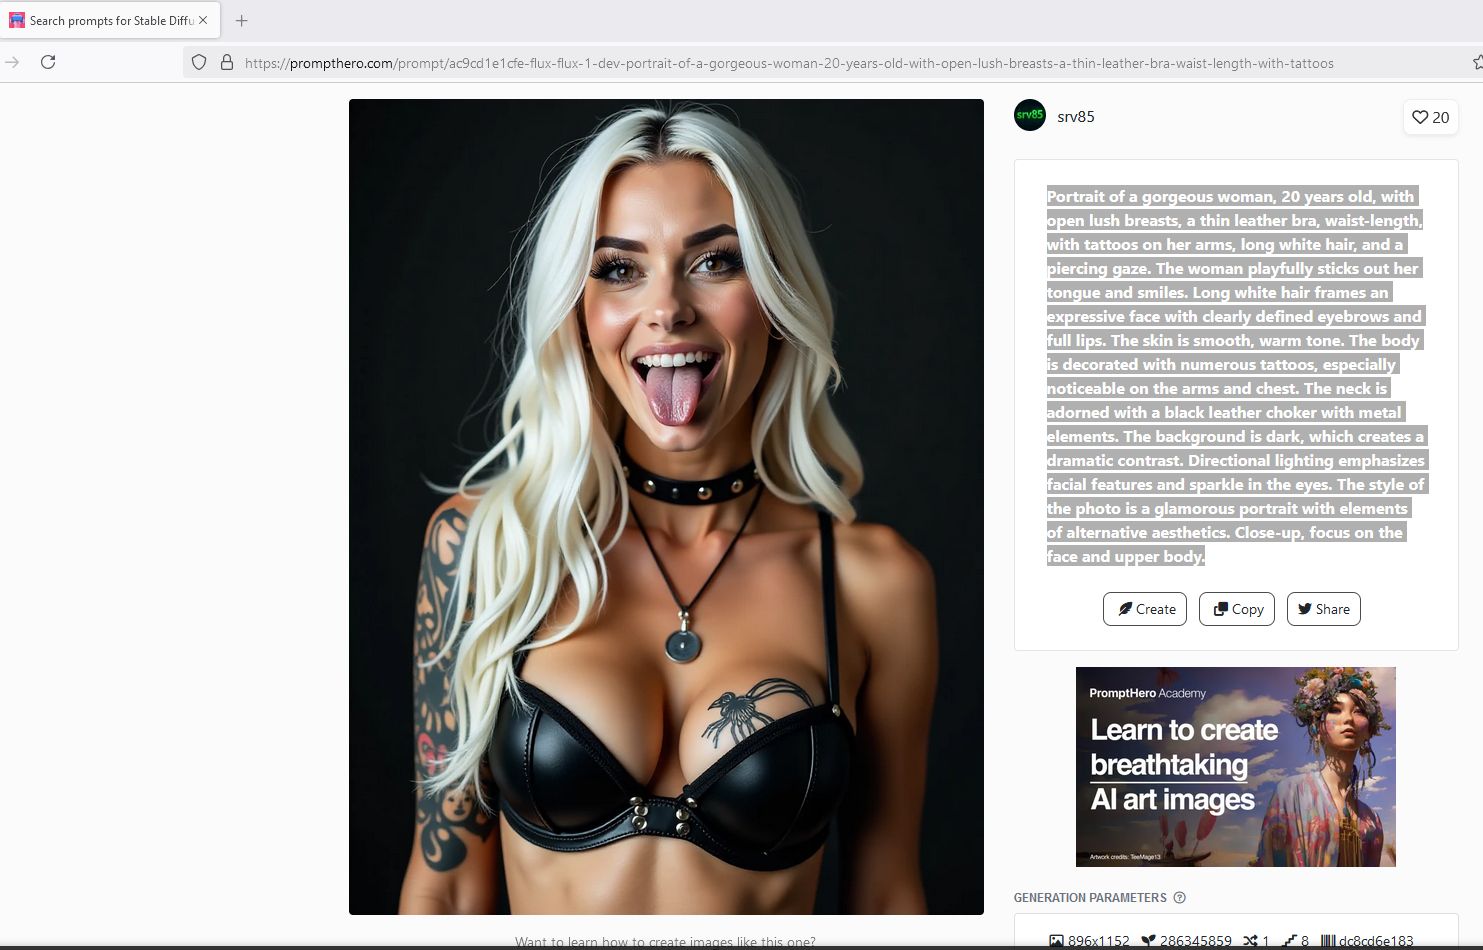 Search prompts for Stable Diffu
https://prompthero.com/prompt/ac9cd1e1cfe-flux-flux-1-dev-portrait-of-a-gorgeous-woman-20-years-old-with-open-lush-breasts-a-thin-leather-bra-waist-length-with-tattoos
srv85
srv85
20
Portrait of a gorgeous woman, 20 years old, with
open lush breasts, a thin leather bra, waist-length,
with tattoos on her arms, long white hair, and a
piercing gaze. The woman playfully sticks out her
tongue and smiles. Long white hair frames an
expressive face with clearly defined eyebrows and
full lips. The skin is smooth, warm tone. The body
is decorated with numerous tattoos, especially
noticeable on the arms and chest. The neck is
adorned with a black leather choker with metal
elements. The background is dark, which creates a
dramatic contrast. Directional lighting emphasizes
facial features and sparkle in the eyes. The style of
the photo is a glamorous portrait with elements
of alternative aesthetics. Close-up, focus on the
face and upper body.
Create
Copy
Share
PromptHero Academy
Learn to create
breathtaking
AI art images
Artwork credits: TeeMage13
GENERATION PARAMETERS
896x1152 286345859 1 8 dc8cd6e183
Want to learn how to create images like this one?